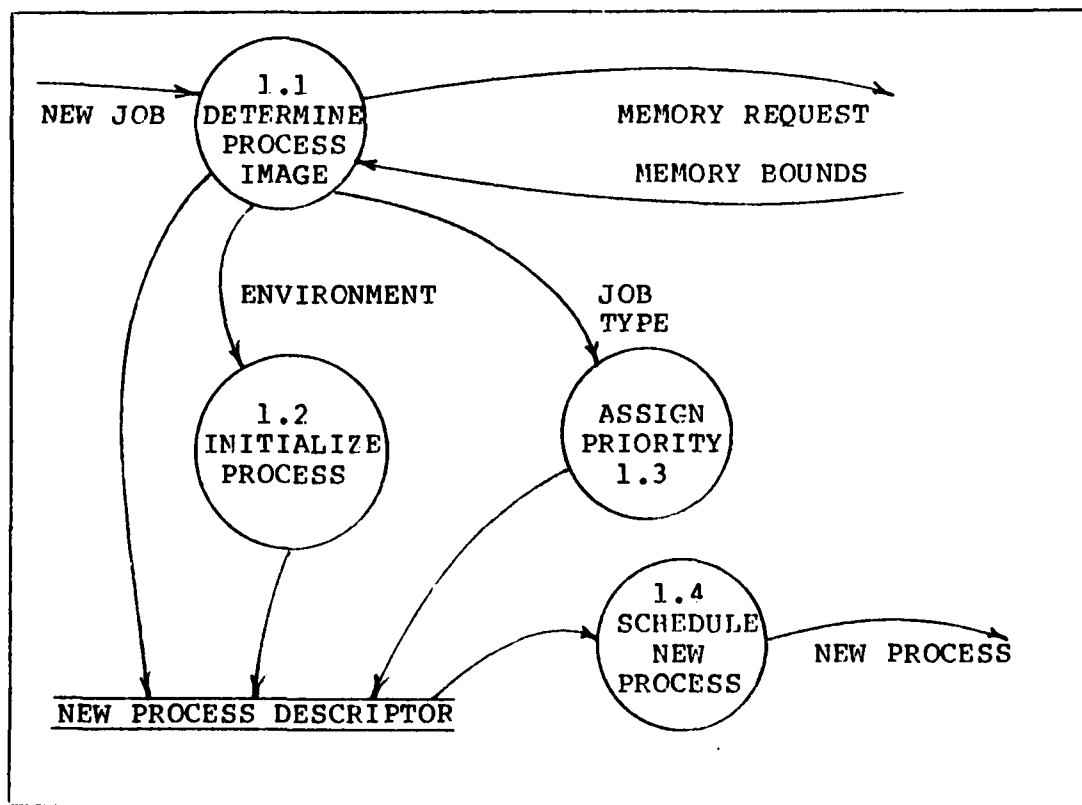 1.1
DETERMINE
PROCESS
IMAGE
NEW JOB
MEMORY REQUEST
MEMORY BOUNDS
ENVIRONMENT
JOB
TYPE
1.2
INITIALIZE
PROCESS
ASSIGN
PRIORITY
1.3
1.4
SCHEDULE
NEW
PROCESS
NEW PROCESS
NEW PROCESS DESCRIPTOR